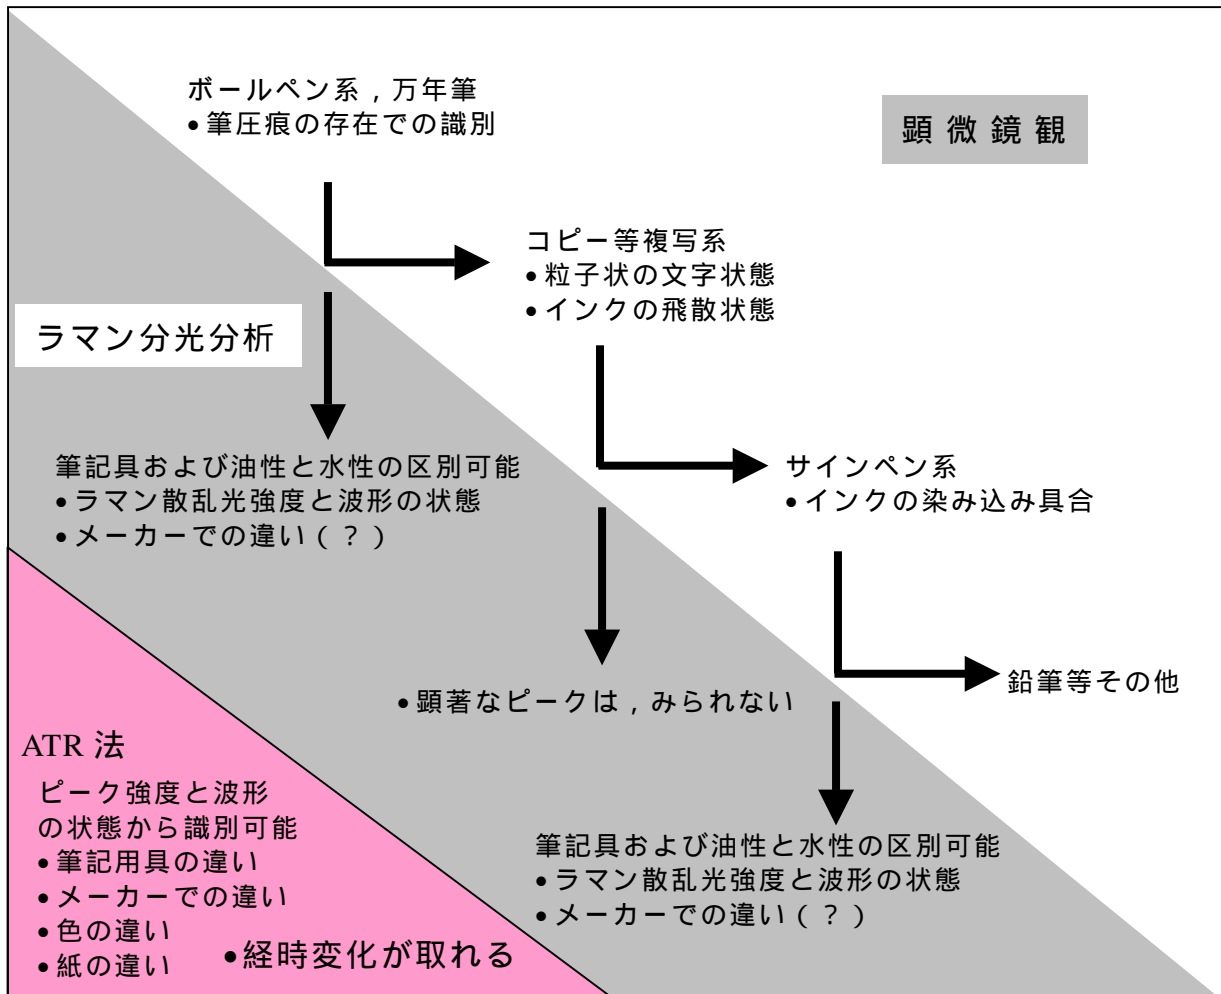 ボールペン系,万年筆
•筆圧痕の存在での識別
顕微鏡観
コピー等複写系
•粒子状の文字状態
•インクの飛散状態
ラマン分光分析
筆記具および油性と水性の区別可能
•ラマン散乱光強度と波形の状態
•メーカーでの違い(?)
サインペン系
•インクの染み込み具合
•顕著なピークは,みられない
鉛筆等その他
ATR 法
ピーク強度と波形
の状態から識別可能
•筆記用具の違い
•メーカーでの違い
•色の違い
•紙の違い
•経時変化が取れる
筆記具および油性と水性の区別可能
•ラマン散乱光強度と波形の状態
•メーカーでの違い(?)